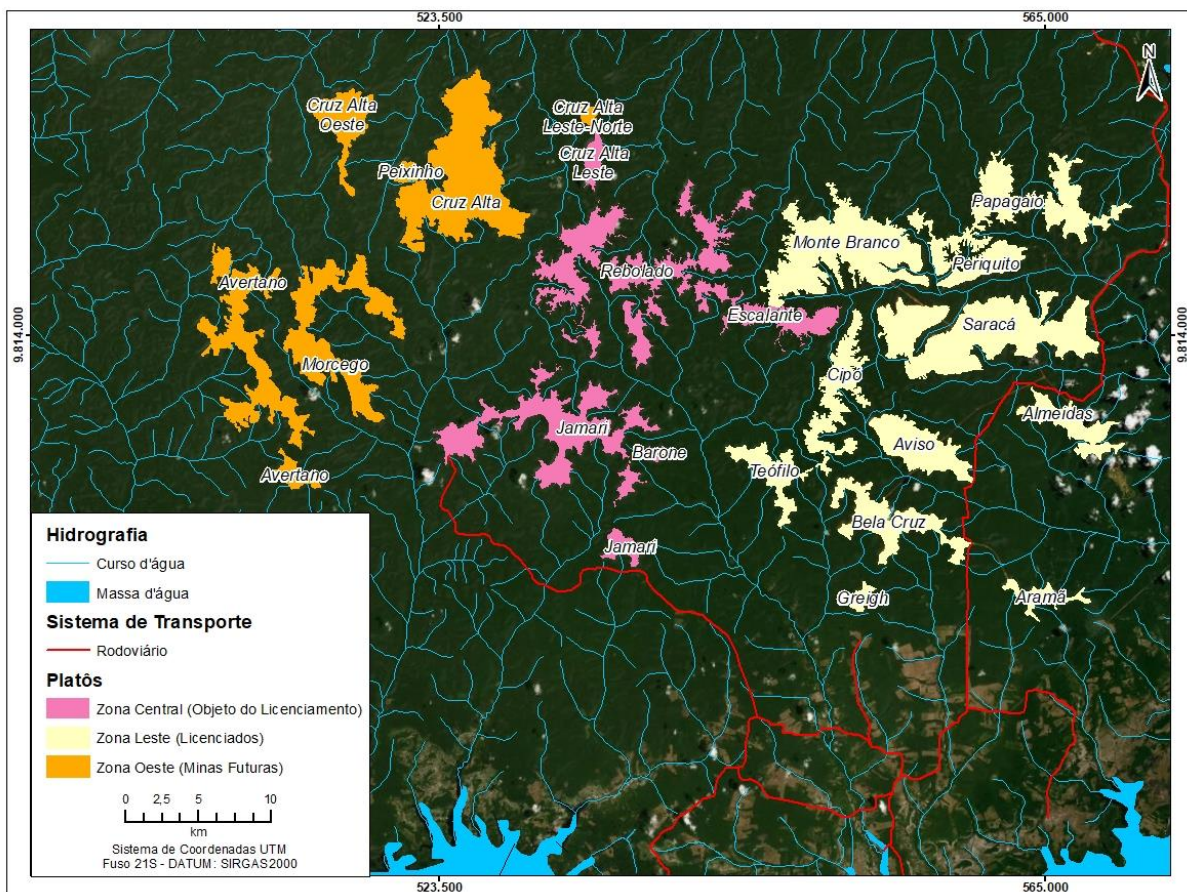 523.500
565.000
N
Cruz Alta
Oeste
Cruz Alta
Leste-Norte
Peixinho
Cruz Alta
Leste
Cruz Alta
Papagaio
Monte Branco
Periquito
Avertano
Rebolado
Escalante
Saracá
9.814.000
9.814.000
Morcego
Cipó
Jamari
Almeidas
Barone
Aviso
Avertano
Teófilo
Bela Cruz
Jamari
Greigh
Aramã
Hidrografia
Curso d'água
Massa d'água
Sistema de Transporte
Rodoviário
Platôs
Zona Central (Objeto do Licenciamento)
Zona Leste (Licenciados)
Zona Oeste (Minas Futuras)
0 2,5 5 10
km
Sistema de Coordenadas UTM
Fuso 21S - DATUM: SIRGAS2000
523.500
565.000